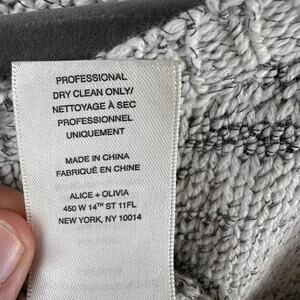 PROFESSIONAL
DRY CLEAN ONLY/
NETTOYAGE À SEC
PROFESSIONNEL
UNIQUEMENT
MADE IN CHINA
FABRIQUÉ EN CHINE
ALICE + OLIVIA
450 W 14TH ST 11FL
NEW YORK, NY 10014